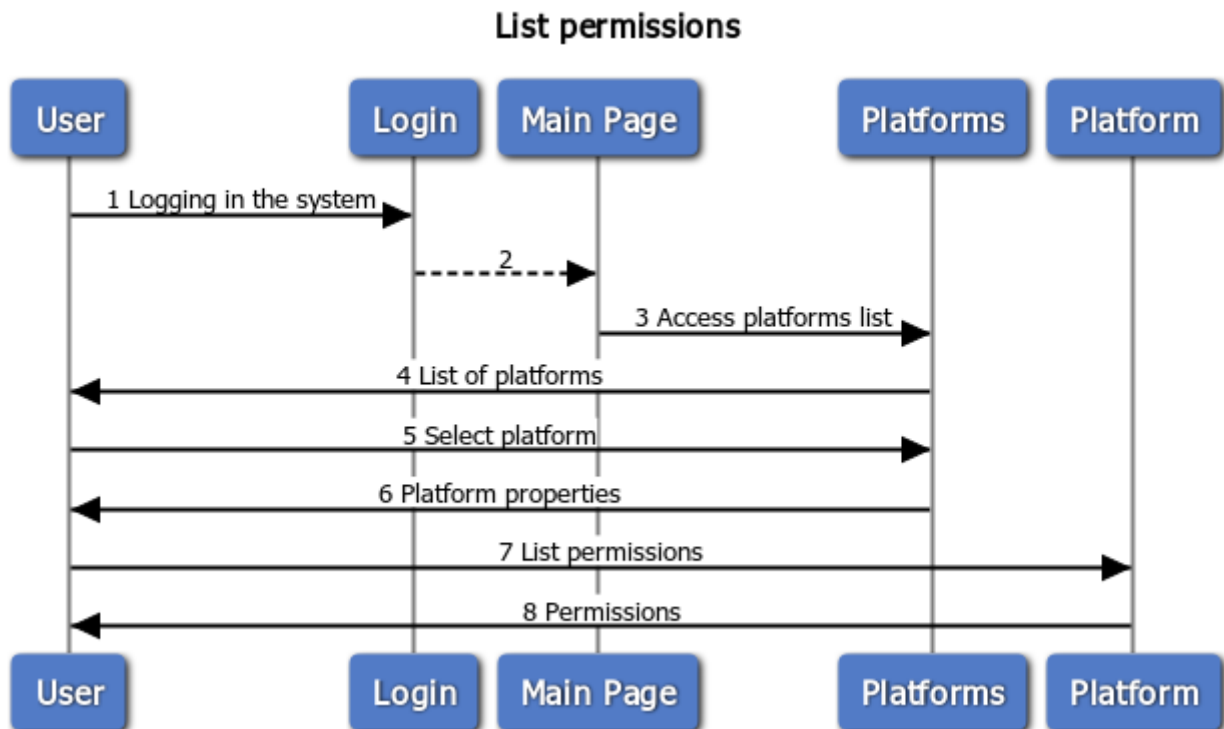 List permissions
User
Login
Main Page
Platforms
Platform
1 Logging in the system
2
3 Access platforms list
4 List of platforms
5 Select platform
6 Platform properties
7 List permissions
8 Permissions
User
Login
Main Page
Platforms
Platform